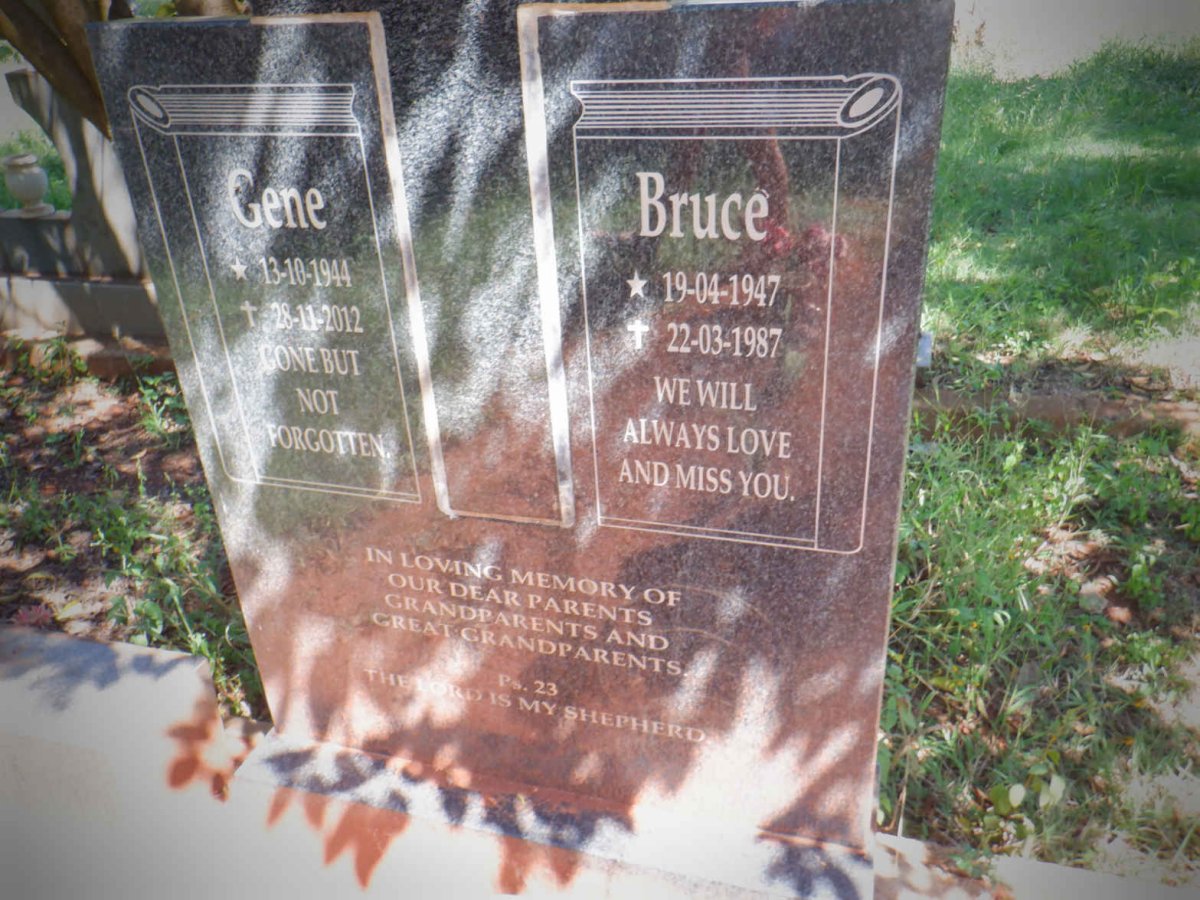 Gene
★ 13-10-1944
✝ 28-11-2012
GONE BUT
NOT
FORGOTTEN.
Bruce
★ 19-04-1947
✝ 22-03-1987
WE WILL
ALWAYS LOVE
AND MISS YOU.
IN LOVING MEMORY OF
OUR DEAR PARENTS
GRANDPARENTS AND
GREAT GRANDPARENTS.
Ps. 23
THE LORD IS MY SHEPHERD.